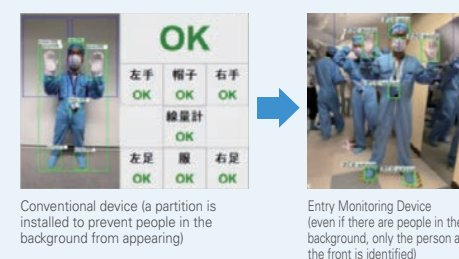 OK
左手 帽子 右手
OK OK OK
線量計
OK
左足 服 右足
OK OK OK
Conventional device (a partition is
installed to prevent people in the
background from appearing)
Entry Monitoring Device
(even if there are people in the
background, only the person a
the front is identified)